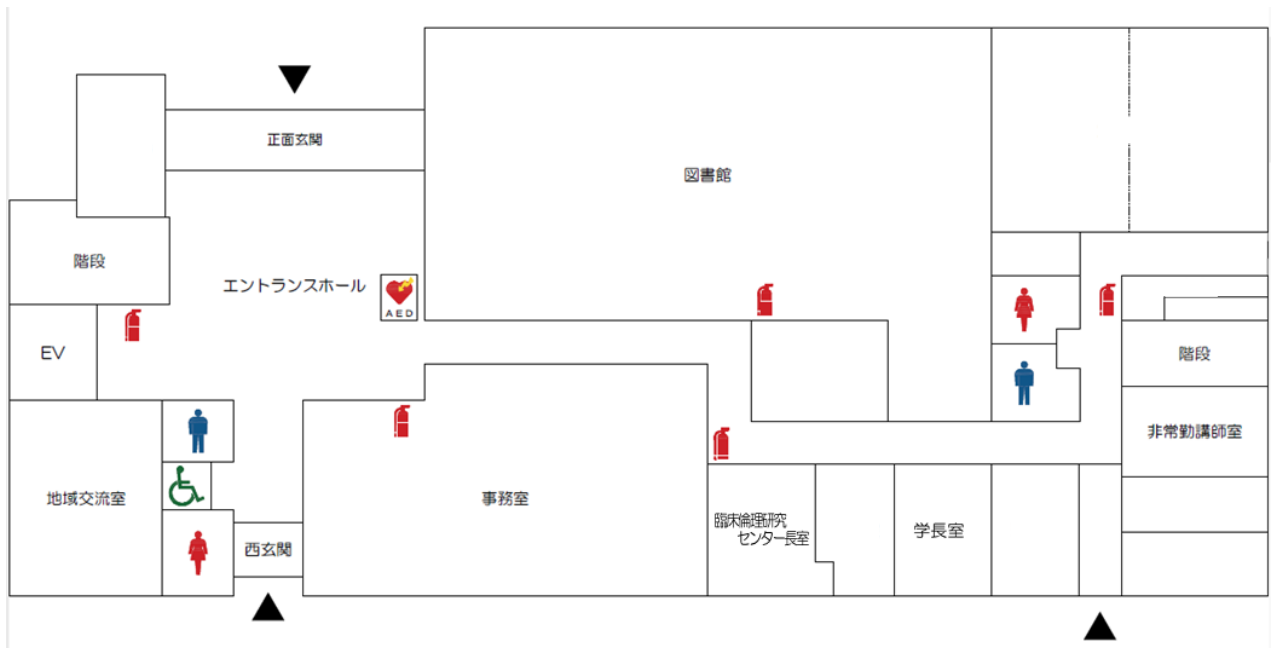 正面玄関
図書館
階段
エントランスホール
AED
EV
階段
非常勤講師室
地域交流室
事務室
臨床倫理研究
センター長室
学長室
西玄関